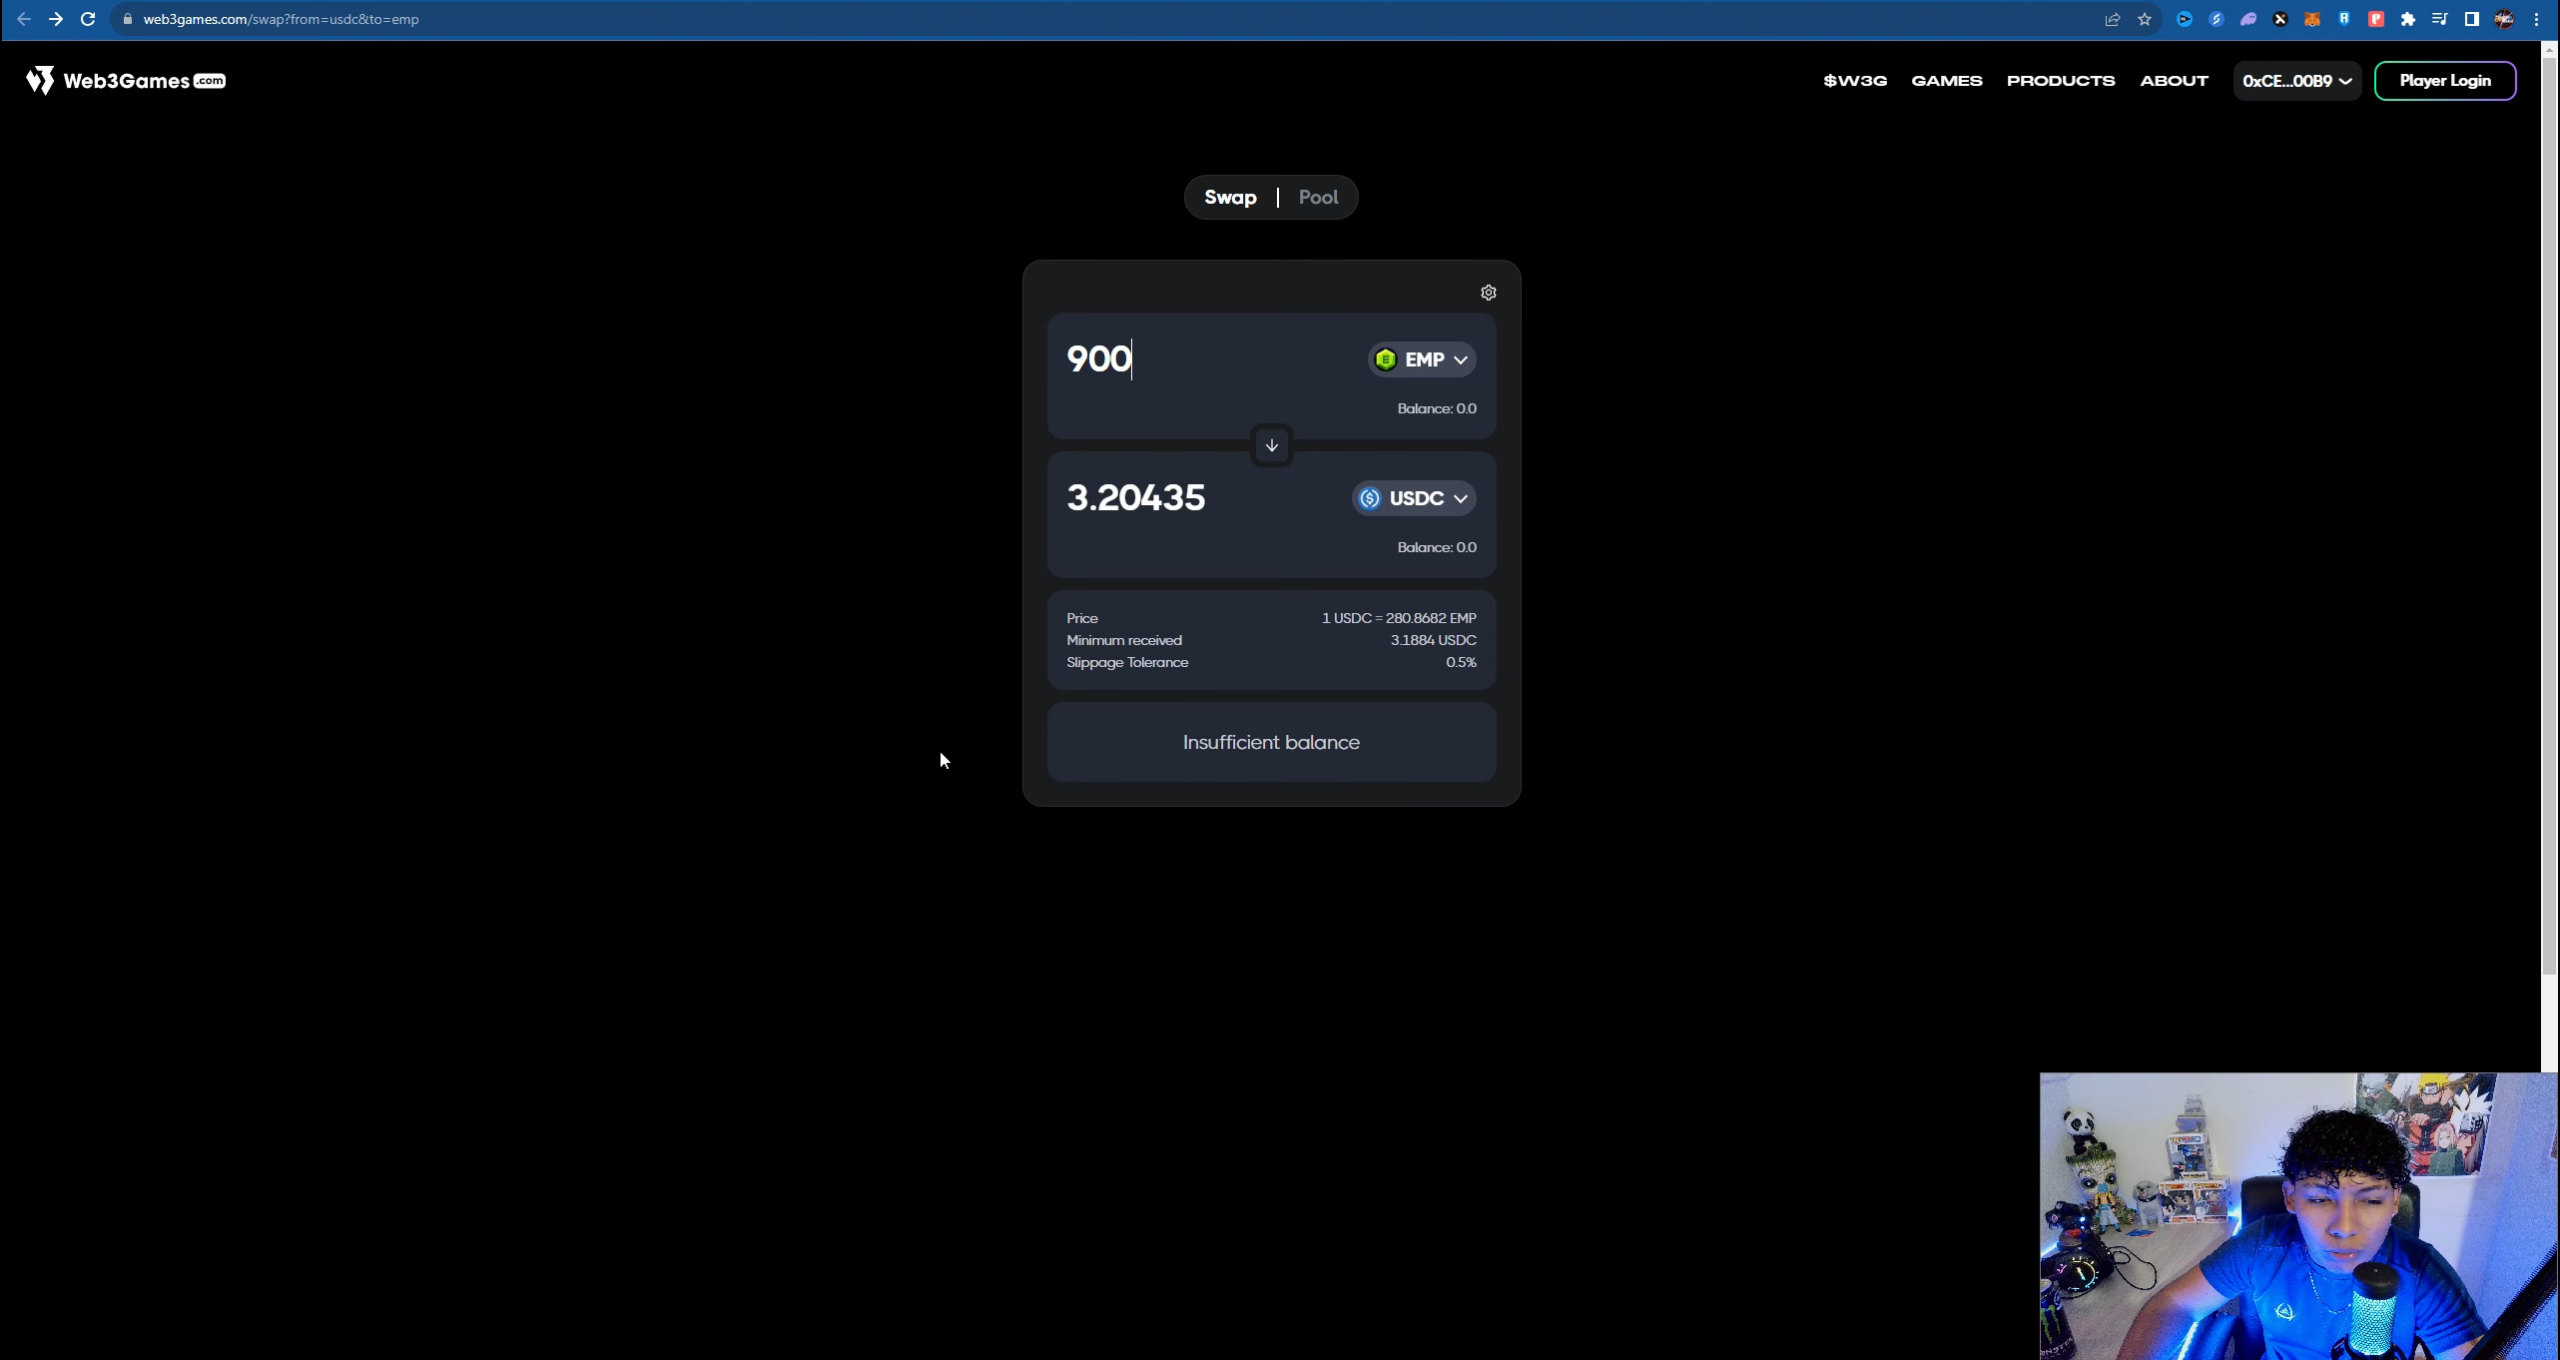 web3games.com/swap?from=usdc&to=emp
Web3Games.com
$W3G GAMES PRODUCTS ABOUT 0xCE...00B9 Player Login
Swap | Pool
900 EMP
Balance: 0.0
3.20435 USDC
Balance: 0.0
Price 1 USDC = 280.8682 EMP
Minimum received 3.1884 USDC
Slippage Tolerance 0.5%
Insufficient balance